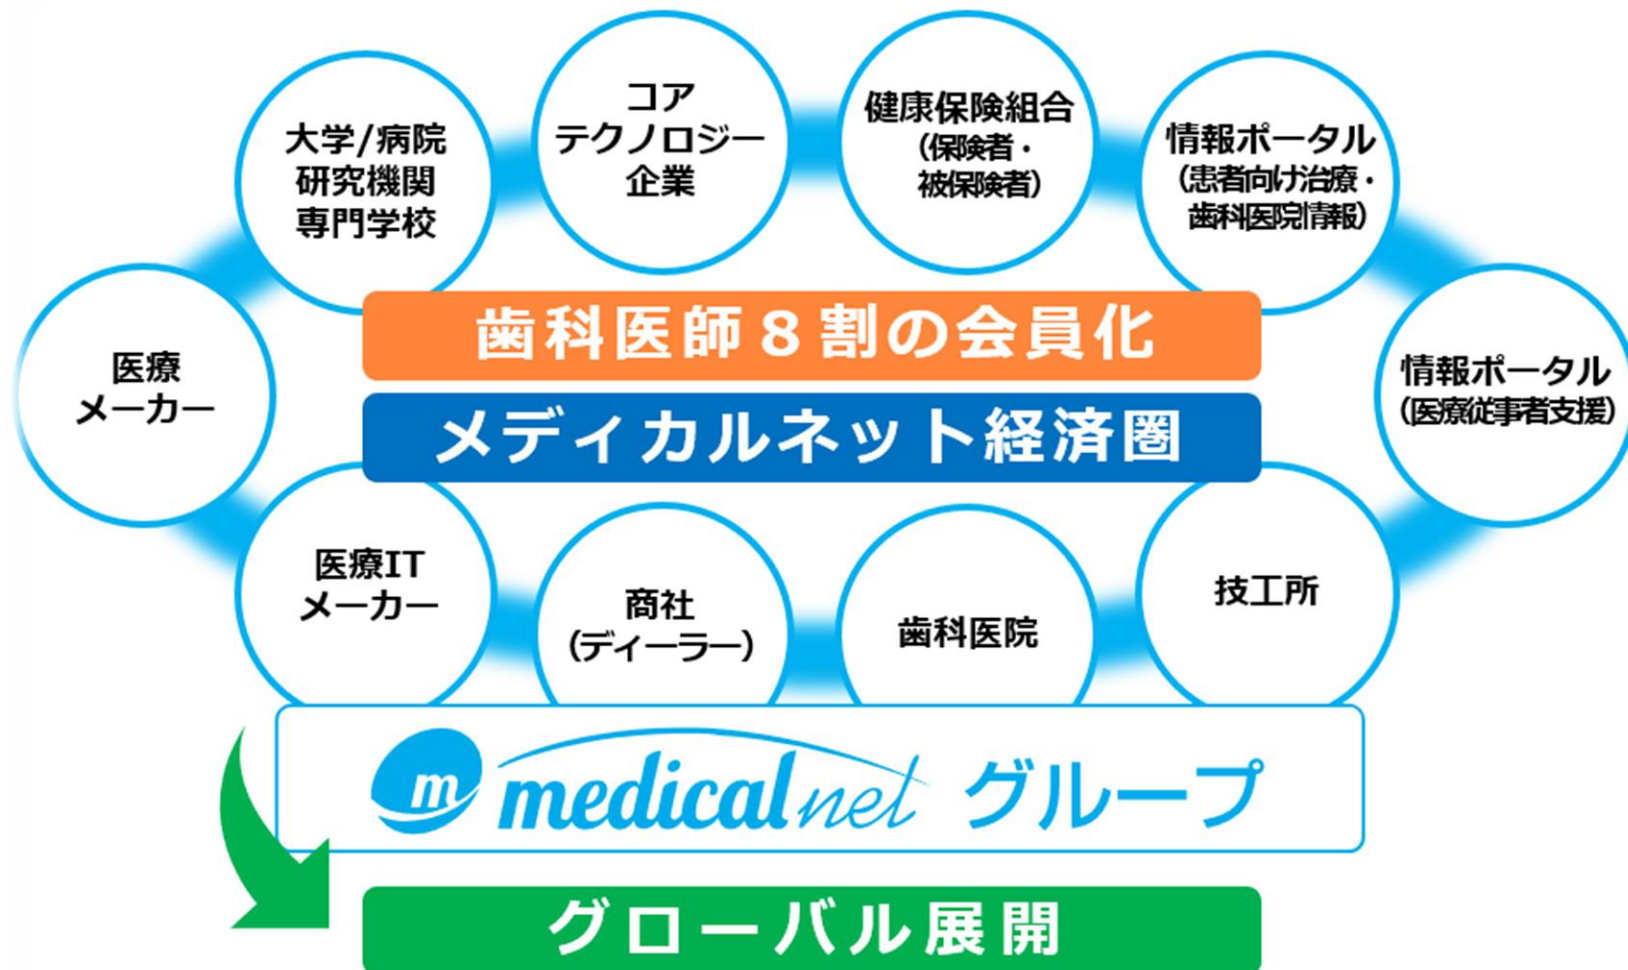 大学/病院
研究機関
専門学校
コア
テクノロジー
企業
健康保険組合
（保険者・
被保険者）
情報ポータル
（患者向け治療・
歯科医院情報）
医療
メーカー
歯科医師８割の会員化
メディカルネット経済圏
情報ポータル
（医療従事者支援）
医療IT
メーカー
商社
（ディーラー）
歯科医院
技工所
m medicalnet グループ
グローバル展開